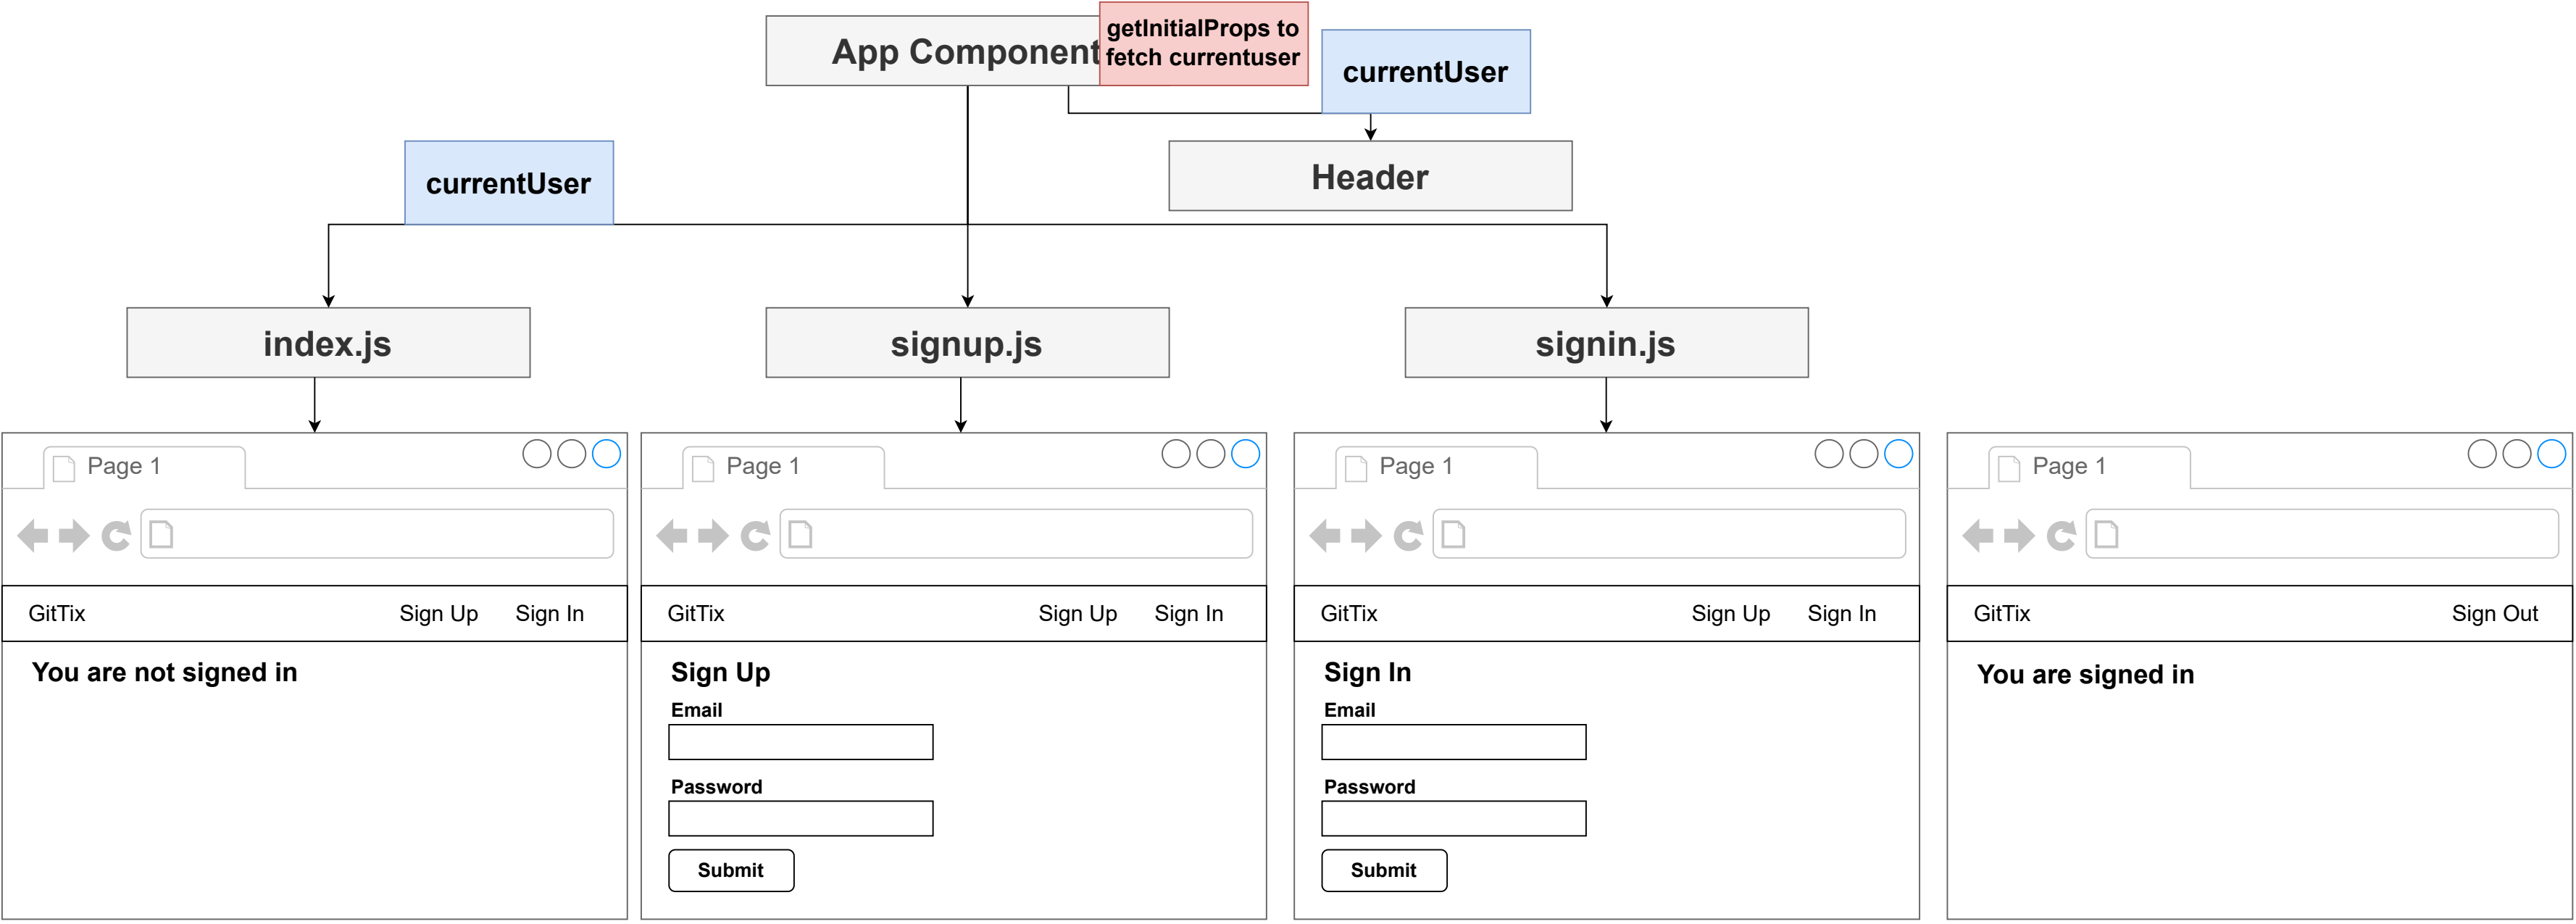 App Component
getInitialProps to
fetch currentuser
currentUser
Header
currentUser
index.js
signup.js
signin.js
Page 1
GitTix
Sign Up
Sign In
You are not signed in
Page 1
GitTix
Sign Up
Sign In
Sign Up
Email
Password
Submit
Page 1
GitTix
Sign Up
Sign In
Sign In
Email
Password
Submit
Page 1
GitTix
Sign Out
You are signed in